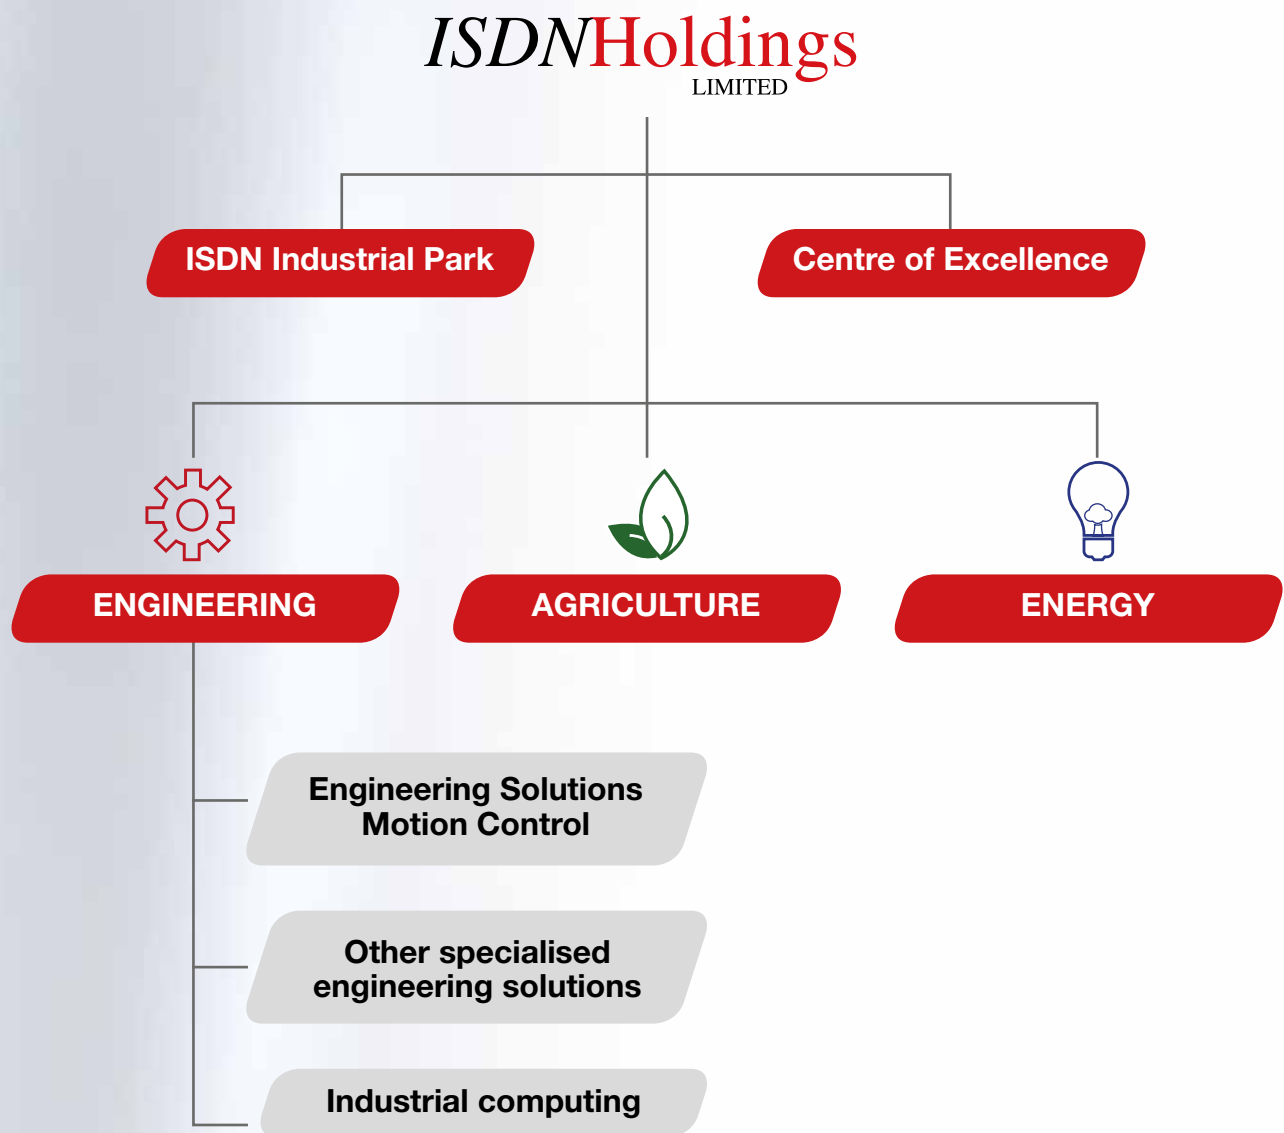 ISDNHoldings
LIMITED
ISDN Industrial Park
Centre of Excellence
ENGINEERING
AGRICULTURE
ENERGY
Engineering Solutions
Motion Control
Other specialised
engineering solutions
Industrial computing